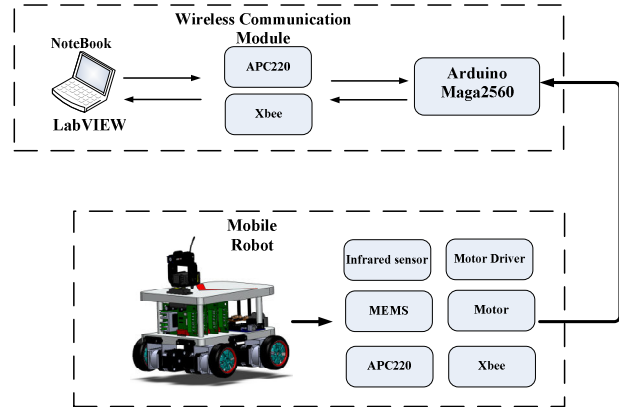 Wireless Communication
Module
NoteBook
LabVIEW
APC220
Xbee
Arduino
Maga2560
Mobile
Robot
Infrared sensor
Motor Driver
MEMS
Motor
APC220
Xbee